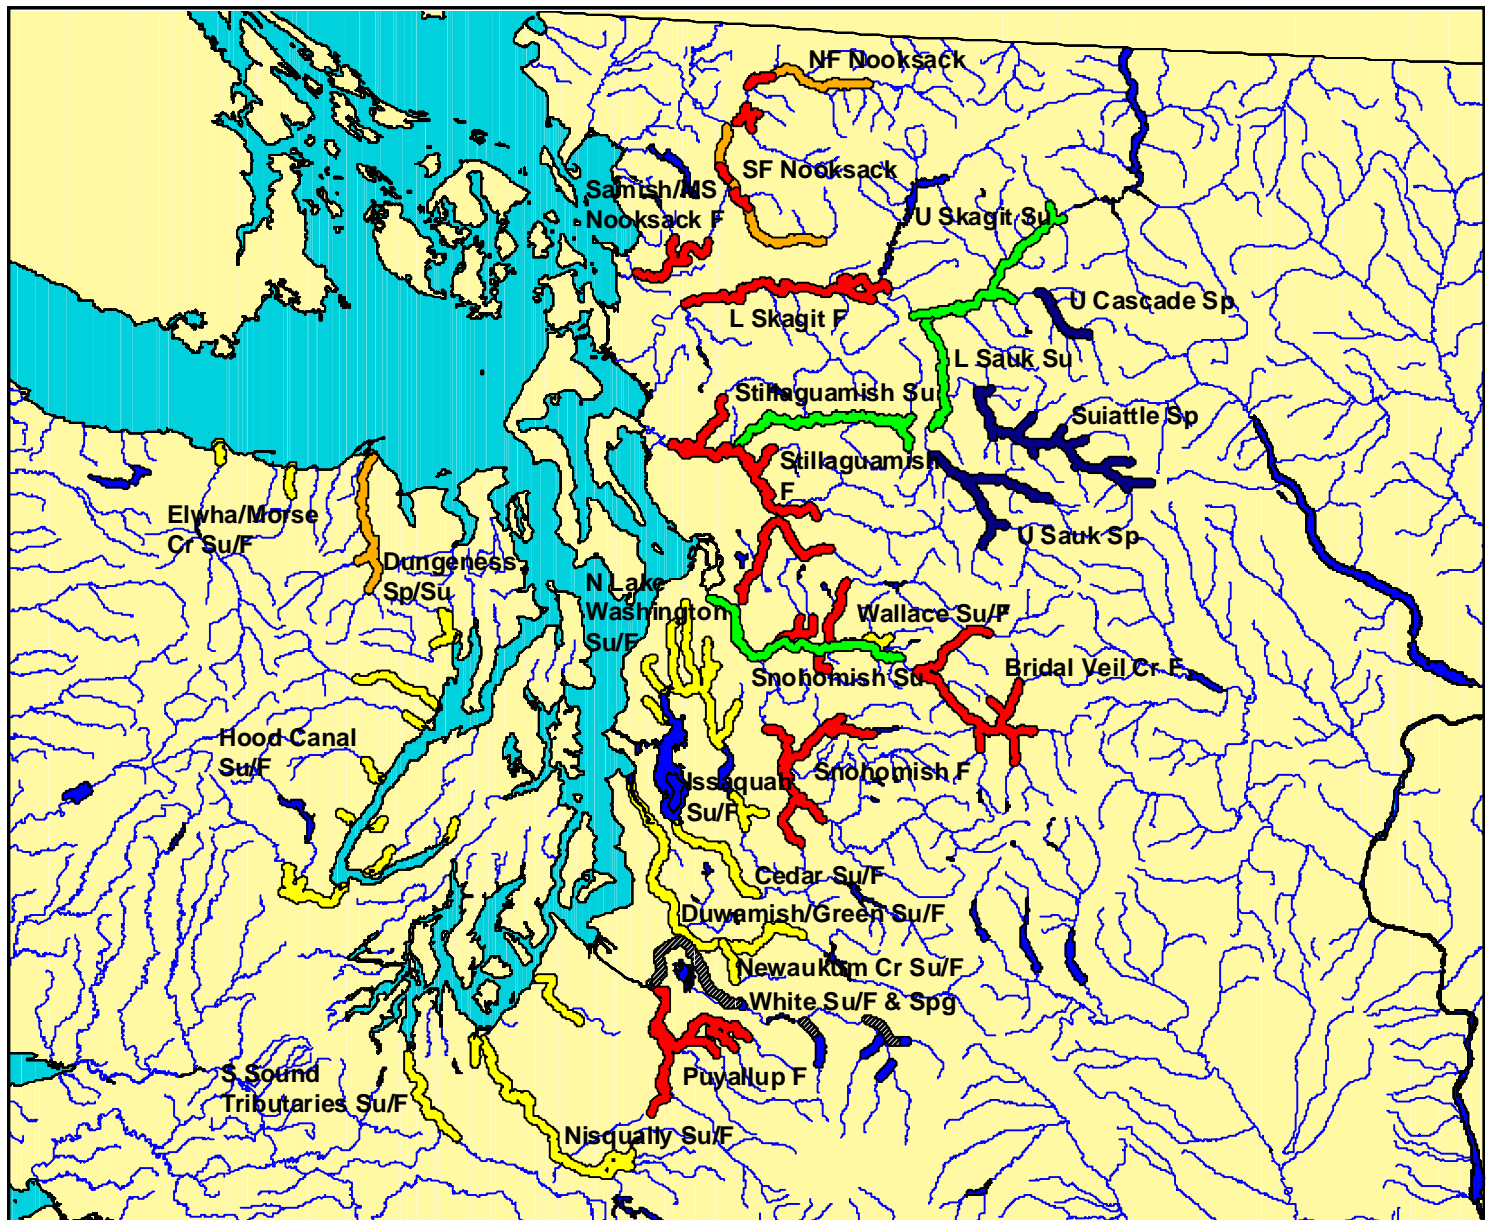 NF Nooksack
SF Nooksack
Samish/MS
Nooksack F
U Skagit Su
U Cascade Sp
L Skagit F
L Sauk Su
Stillaguamish Su
Suiattle Sp
Stillaguamish
F
Elwha/Morse
Cr Su/F
U Sauk Sp
Dungeness
Sp/Su
N Lake
Washington
Su/F
Wallace Su/F
Bridal Veil Cr F
Snohomish Su
Hood Canal
Su/F
Snohomish F
Issaquah
Su/F
Cedar Su/F
Duwamish/Green Su/F
Newaukum Cr Su/F
White Su/F & Spg
S Sound
Tributaries Su/F
Puyallup F
Nisqually Su/F